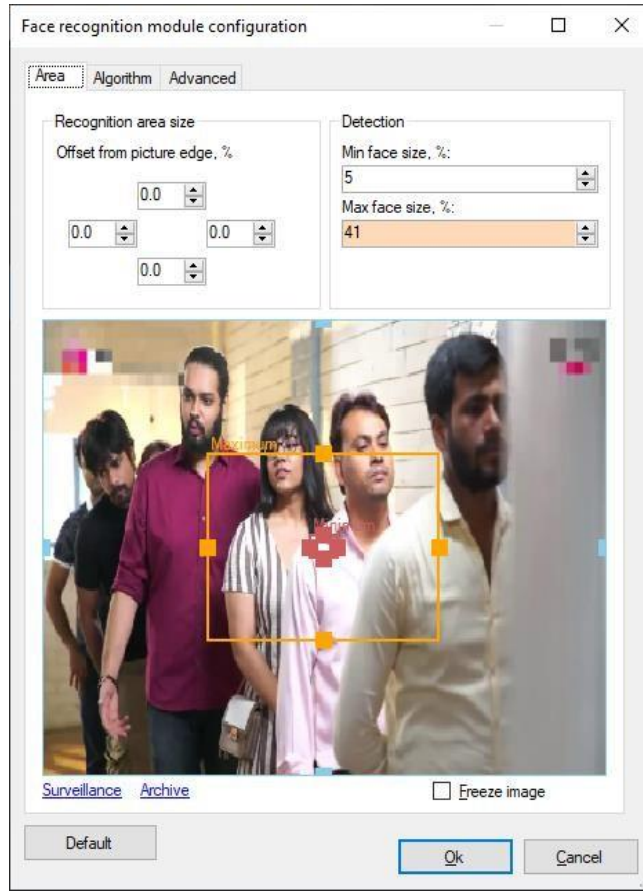 Face recognition module configuration
Area Algorithm Advanced
Recognition area size
Offset from picture edge, %
0.0
0.0 0.0
0.0
Detection
Min face size, %:
5
Max face size, %:
41
Maximum
Minimum
Surveillance Archive
Freeze image
Default
Ok Cancel